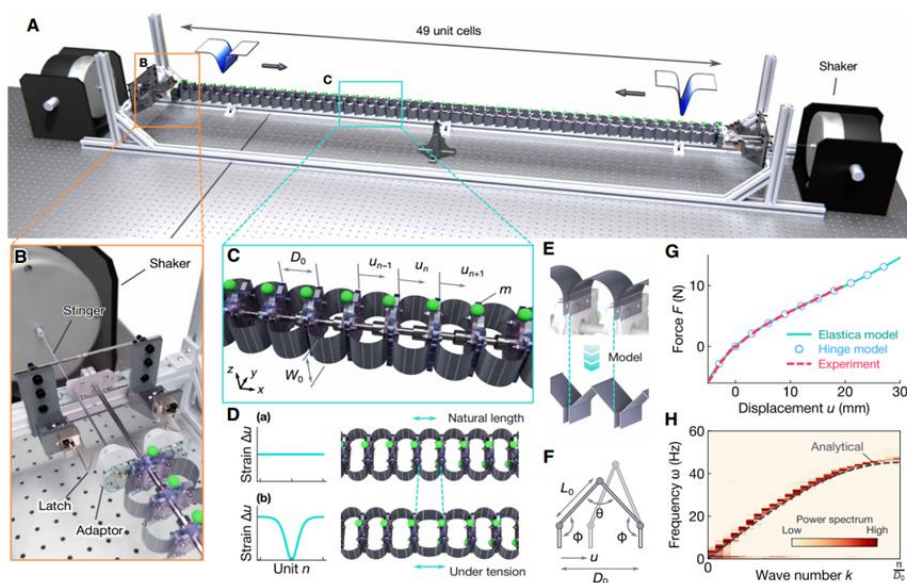 A
49 unit cells
B
C
Shaker
B
Shaker
Stinger
Latch
Adaptor
C
D₀
uₙ₋₁
uₙ
uₙ₊₁
m
W₀
z
y
x
D
(a)
Strain Δu
Natural length
(b)
Strain Δu
Unit n
Under tension
E
Model
F
L₀
θ
Φ
Φ
u
D₀
G
Force F (N)
10
0
Elastica model
Hinge model
Experiment
0
10
20
30
Displacement u (mm)
H
Frequency ω (Hz)
60
40
20
0
Analytical
Power spectrum
Low
High
0
Wave number k
π
D₀